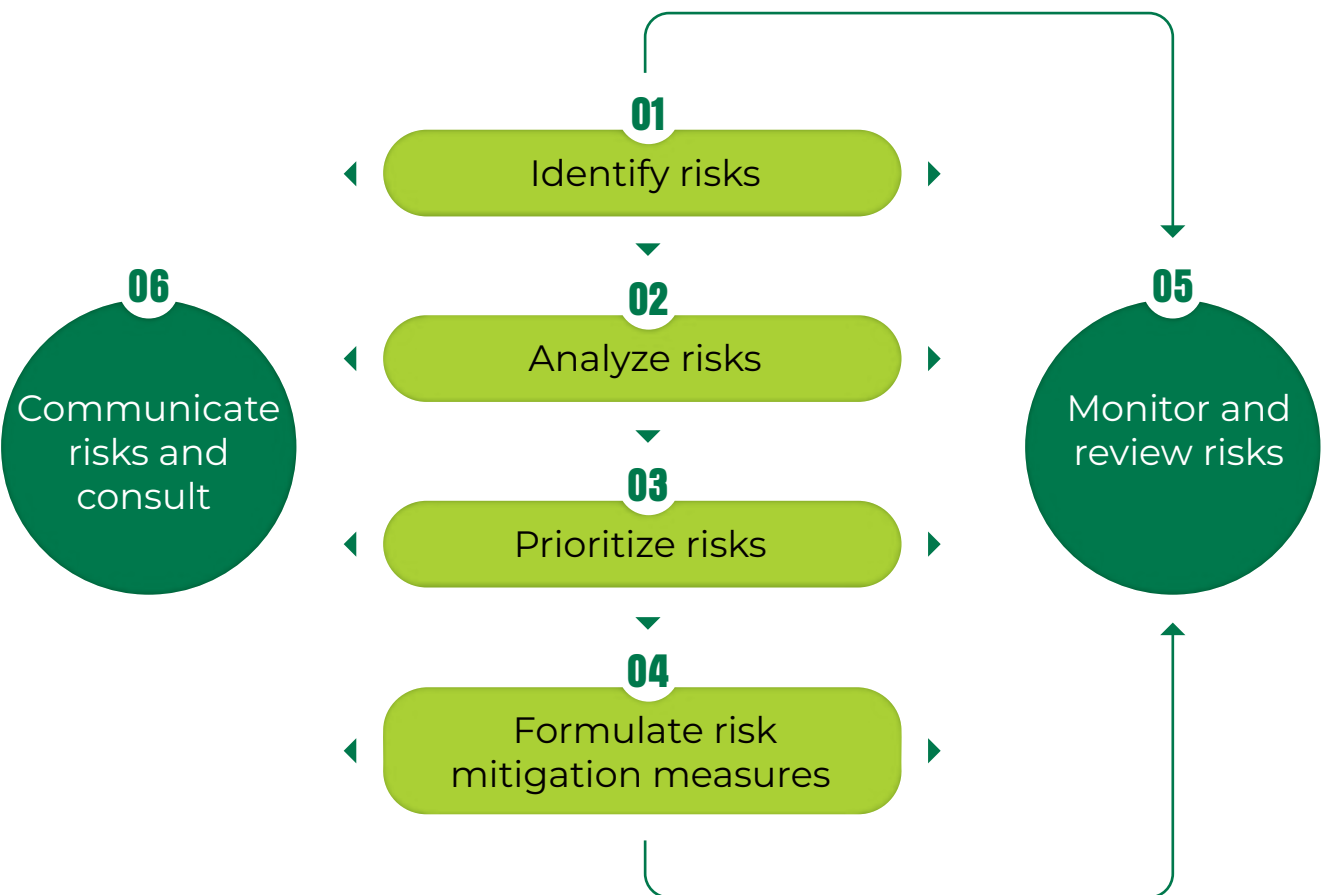 01
Identify risks
02
Analyze risks
03
Prioritize risks
04
Formulate risk
mitigation measures
05
Monitor and
review risks
06
Communicate
risks and
consult